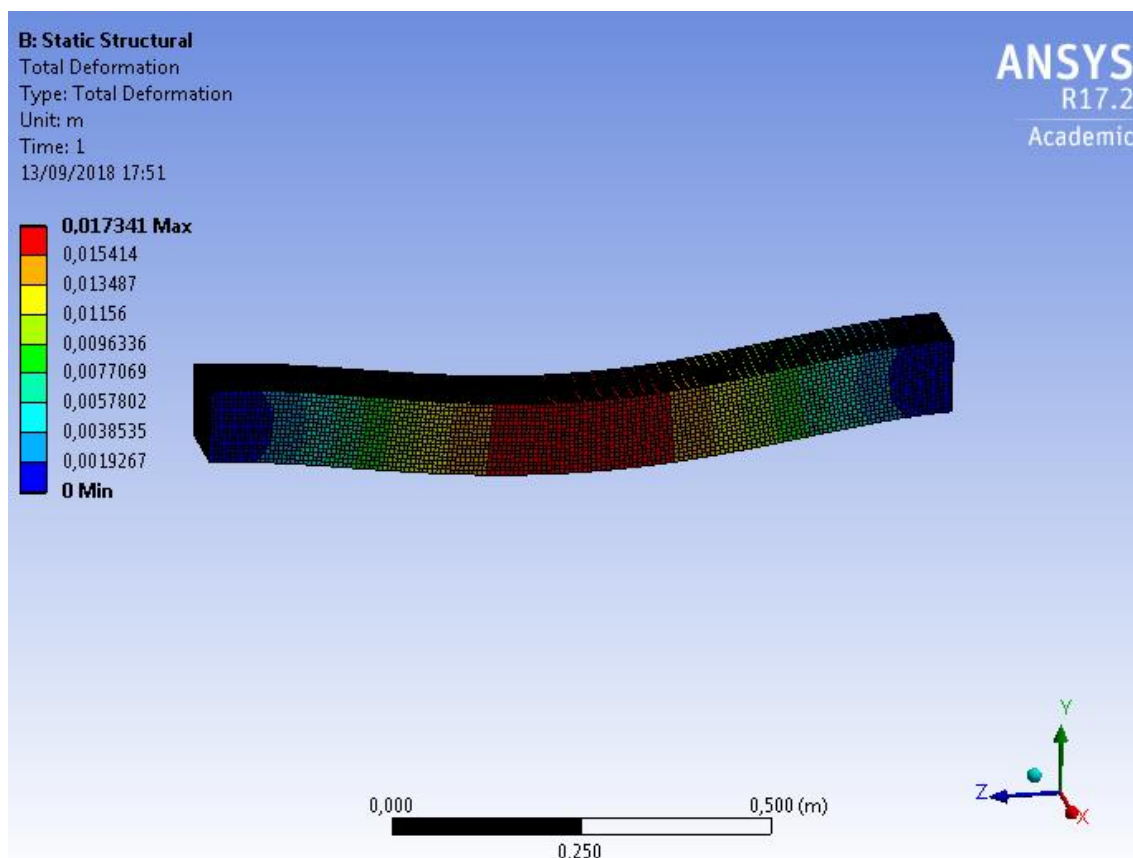 B: Static Structural
Total Deformation
Type: Total Deformation
Unit: m
Time: 1
13/09/2018 17:51
ANSYS
R17.2
Academic
0,017341 Max
0,015414
0,013487
0,01156
0,0096336
0,0077069
0,0057802
0,0038535
0,0019267
0 Min
Y
Z
X
0,000
0,500 (m)
0.250